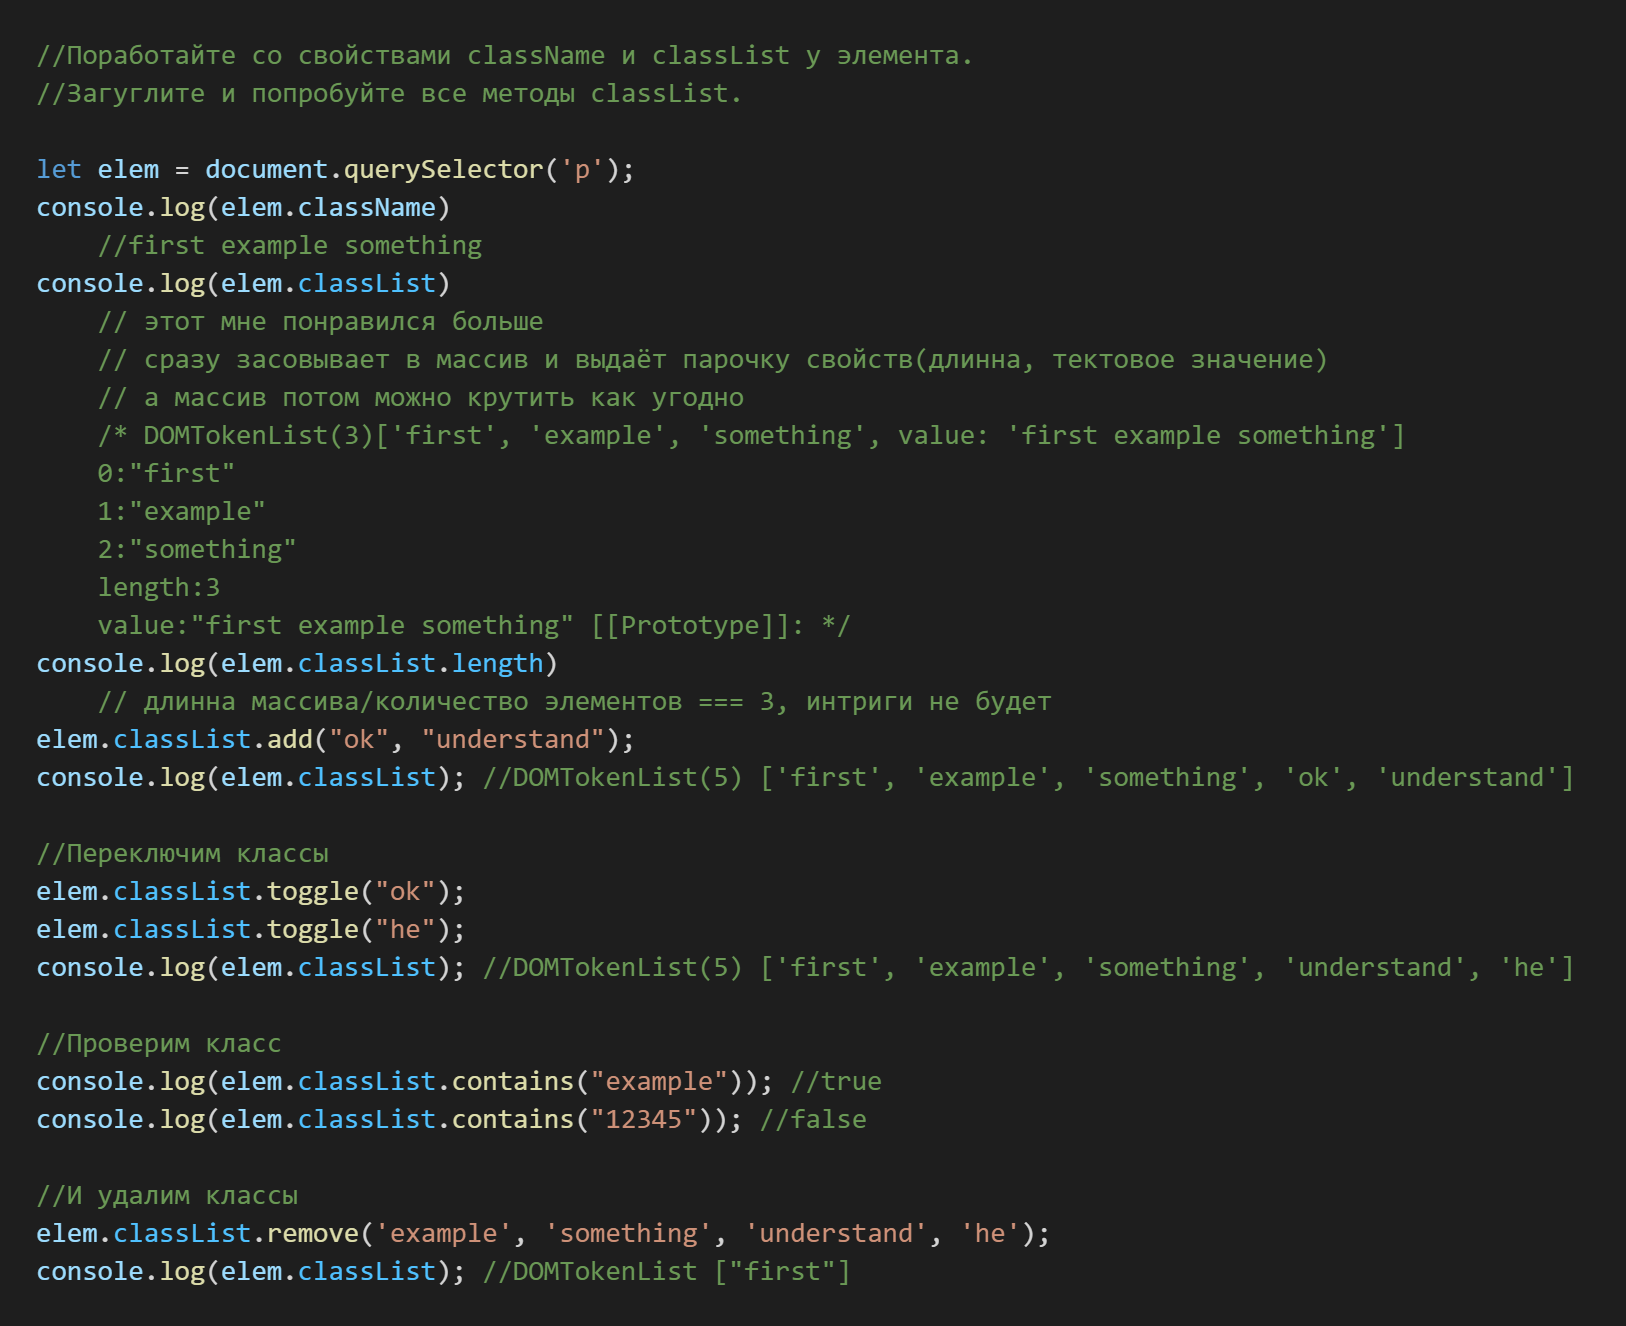 //Поработайте со свойствами className и classList у элемента.
//Загуглите и попробуйте все методы classList.
let elem = document.querySelector('p');
console.log(elem.className)
//first example something
console.log(elem.classList)
// этот мне понравился больше
// сразу засовывает в массив и выдаёт парочку свойств(длинна, тектовое значение)
// а массив потом можно крутить как угодно
/* DOMTokenList(3)['first', 'example', 'something', value: 'first example something']
0:"first"
1:"example"
2:"something"
length:3
value:"first example something" [[Prototype]]: */
console.log(elem.classList.length)
// длинна массива/количество элементов === 3, интриги не будет
elem.classList.add("ok", "understand");
console.log(elem.classList); //DOMTokenList(5) ['first', 'example', 'something', 'ok', 'understand']
//Переключим классы
elem.classList.toggle("ok");
elem.classList.toggle("he");
console.log(elem.classList); //DOMTokenList(5) ['first', 'example', 'something', 'understand', 'he']
//Проверим класс
console.log(elem.classList.contains("example")); //true
console.log(elem.classList.contains("12345")); //false
//И удалим классы
elem.classList.remove('example', 'something', 'understand', 'he');
console.log(elem.classList); //DOMTokenList ["first"]